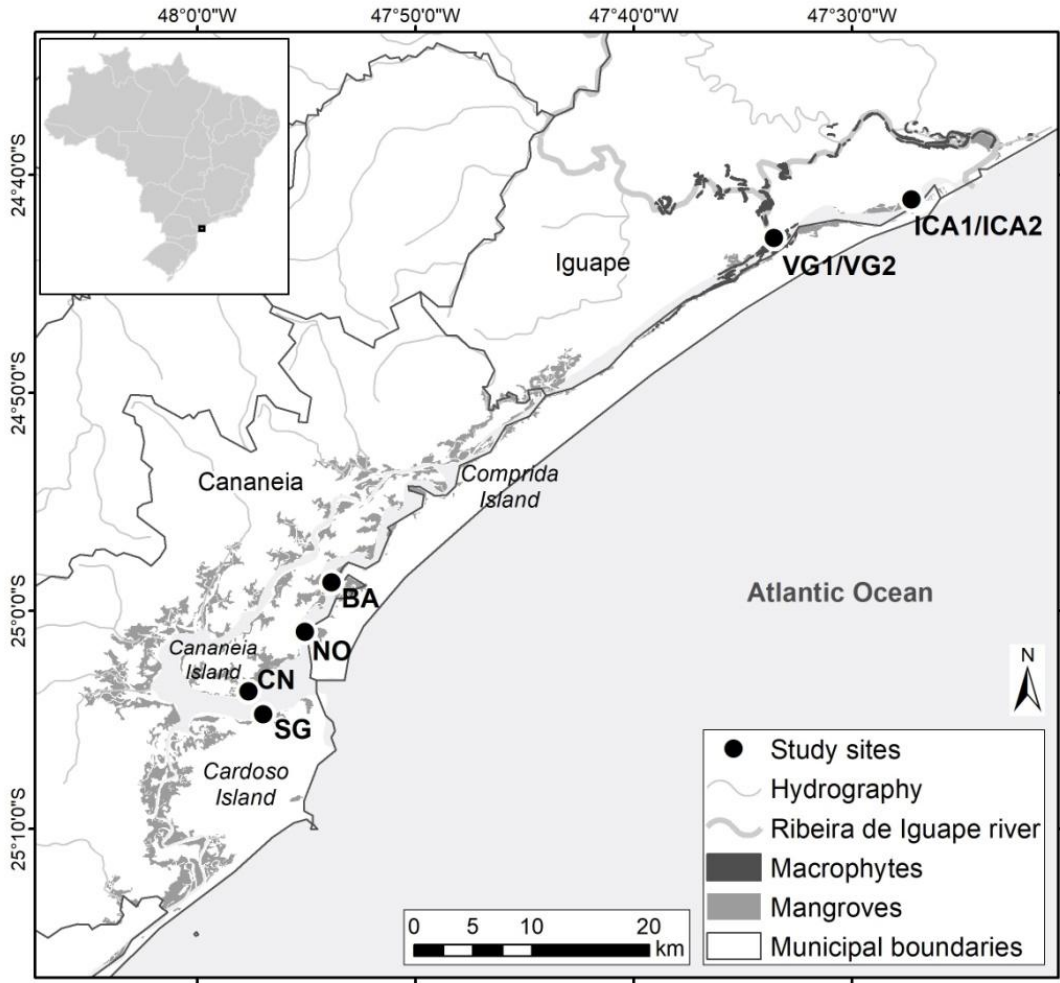 48°0'0"W 47°50'0"W 47°40'0"W 47°30'0"W
24°40'0"S
24°50'0"S
25°0'0"S
25°10'0"S
ICA1/ICA2
VG1/VG2
Iguape
Cananeia
Comprida
Island
BA
Atlantic Ocean
NO
Cananeia
Island
CN
SG
Cardoso
Island
N
Study sites
Hydrography
Ribeira de Iguape river
Macrophytes
Mangroves
Municipal boundaries
0 5 10 20
km